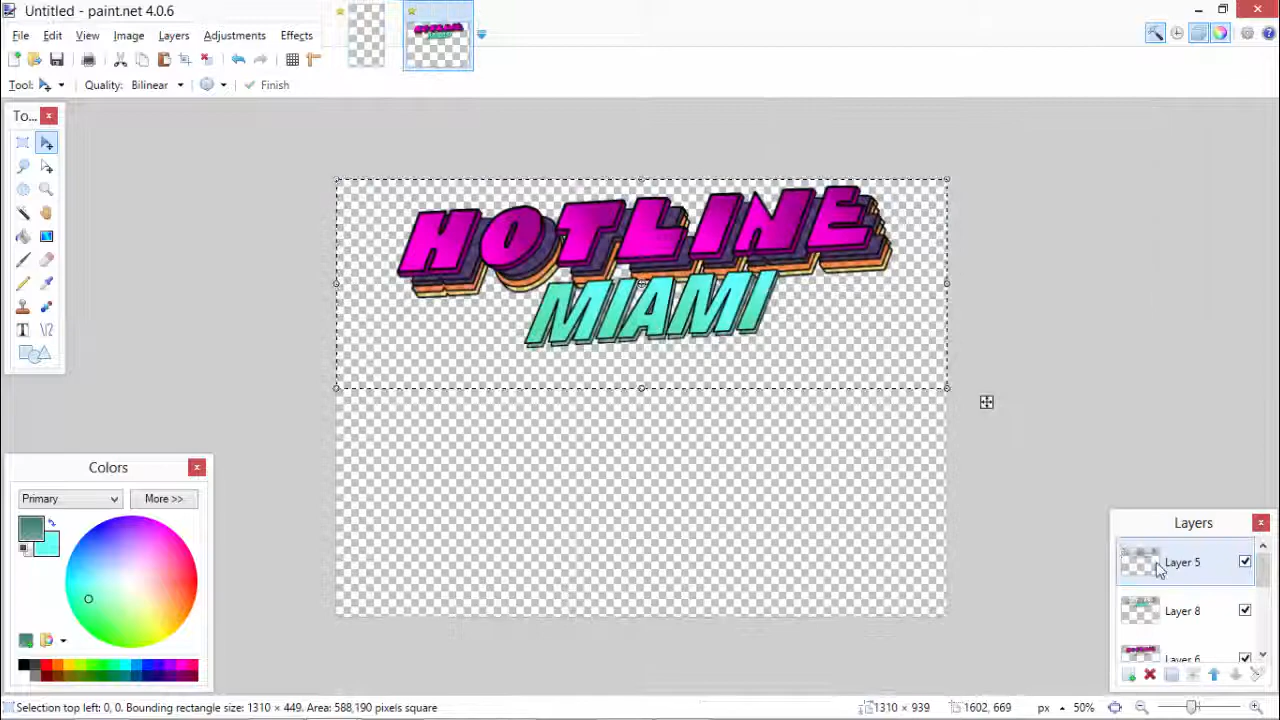 Untitled - paint.net 4.0.6
File Edit View Image Layers Adjustments Effects
Tool: Quality: Bilinear Finish
To...
HOTLINE
MIAMI
Colors
Primary More >>
Layers
Layer 5
Layer 8
Layer 6
Selection top left: 0, 0. Bounding rectangle size: 1310 × 449. Area: 588,190 pixels square 1310 × 939 1602, 669 px 50%